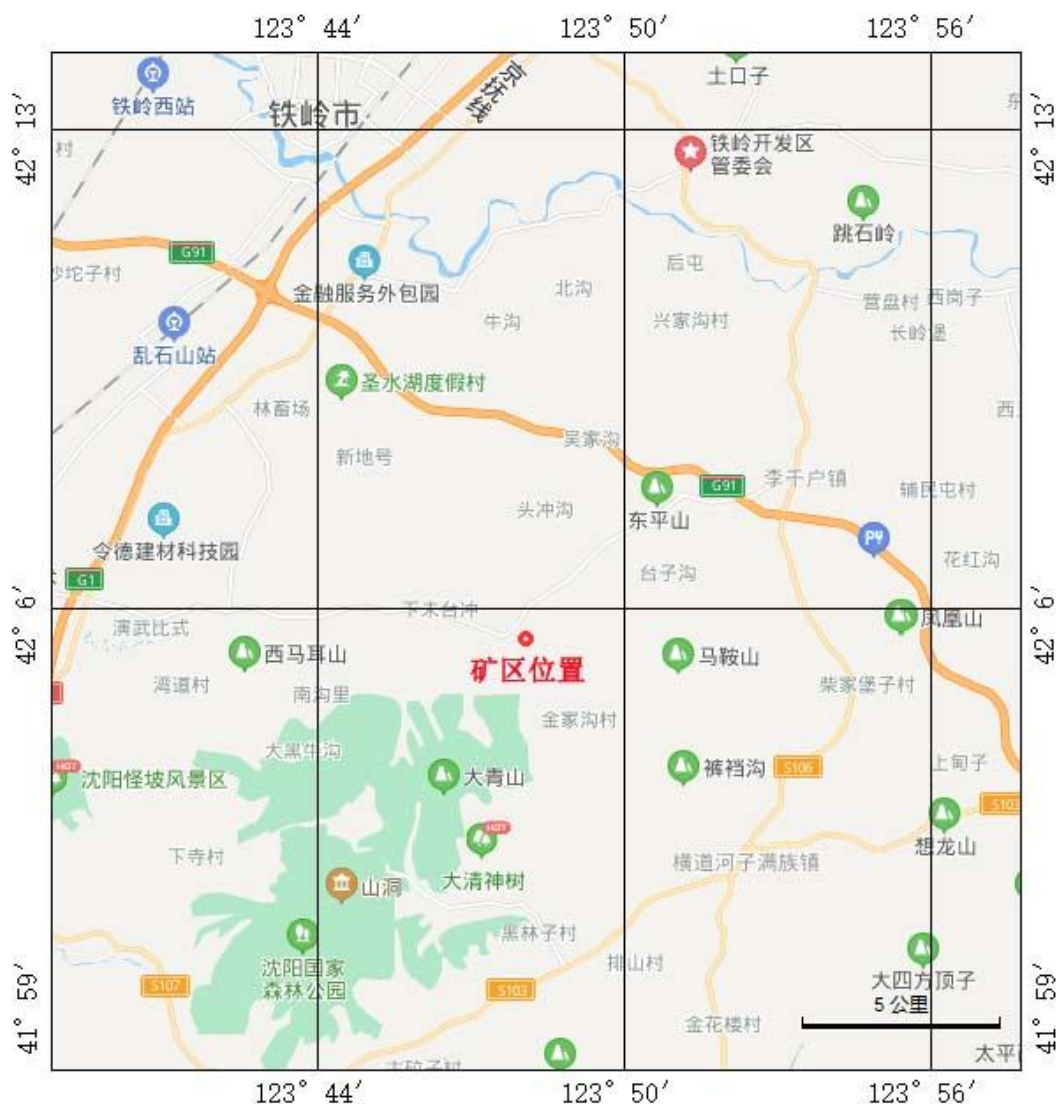 123° 44′
123° 50′
123° 56′
土口子
铁岭西站
铁岭市
京抚线
42° 13′
42° 13′
村
铁岭开发区
管委会
跳石岭
G91
后屯
金融服务外包园
北沟
营盘村
西岗子
牛沟
兴家沟村
长岭堡
乱石山站
圣水湖度假村
林畜场
吴家沟
新地号
李千户镇
G91
辅民屯村
头冲沟
东平山
令德建材科技园
花红沟
台子沟
G1
42° 6′
42° 6′
下未台冲
凤凰山
演武比式
西马耳山
矿区位置
马鞍山
湾道村
南沟里
柴家堡子村
金家沟村
大黑牛沟
HOT
沈阳怪坡风景区
大青山
裤裆沟
S106
上甸子
S103
HOT
想龙山
下寺村
大清神树
横道河子满族镇
山洞
黑林子村
沈阳国家
森林公园
排山村
大四方顶子
S107
S103
5 公里
41° 59′
41° 59′
金花楼村
123° 44′
123° 50′
123° 56′